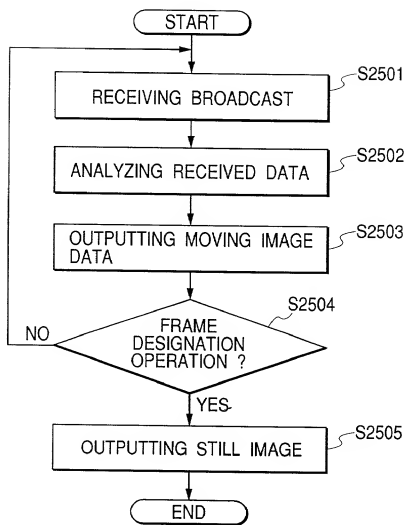 START
RECEIVING BROADCAST
S2501
ANALYZING RECEIVED DATA
S2502
OUTPUTTING MOVING IMAGE
DATA
S2503
FRAME
DESIGNATION
OPERATION ?
S2504
NO
YES
OUTPUTTING STILL IMAGE
S2505
END